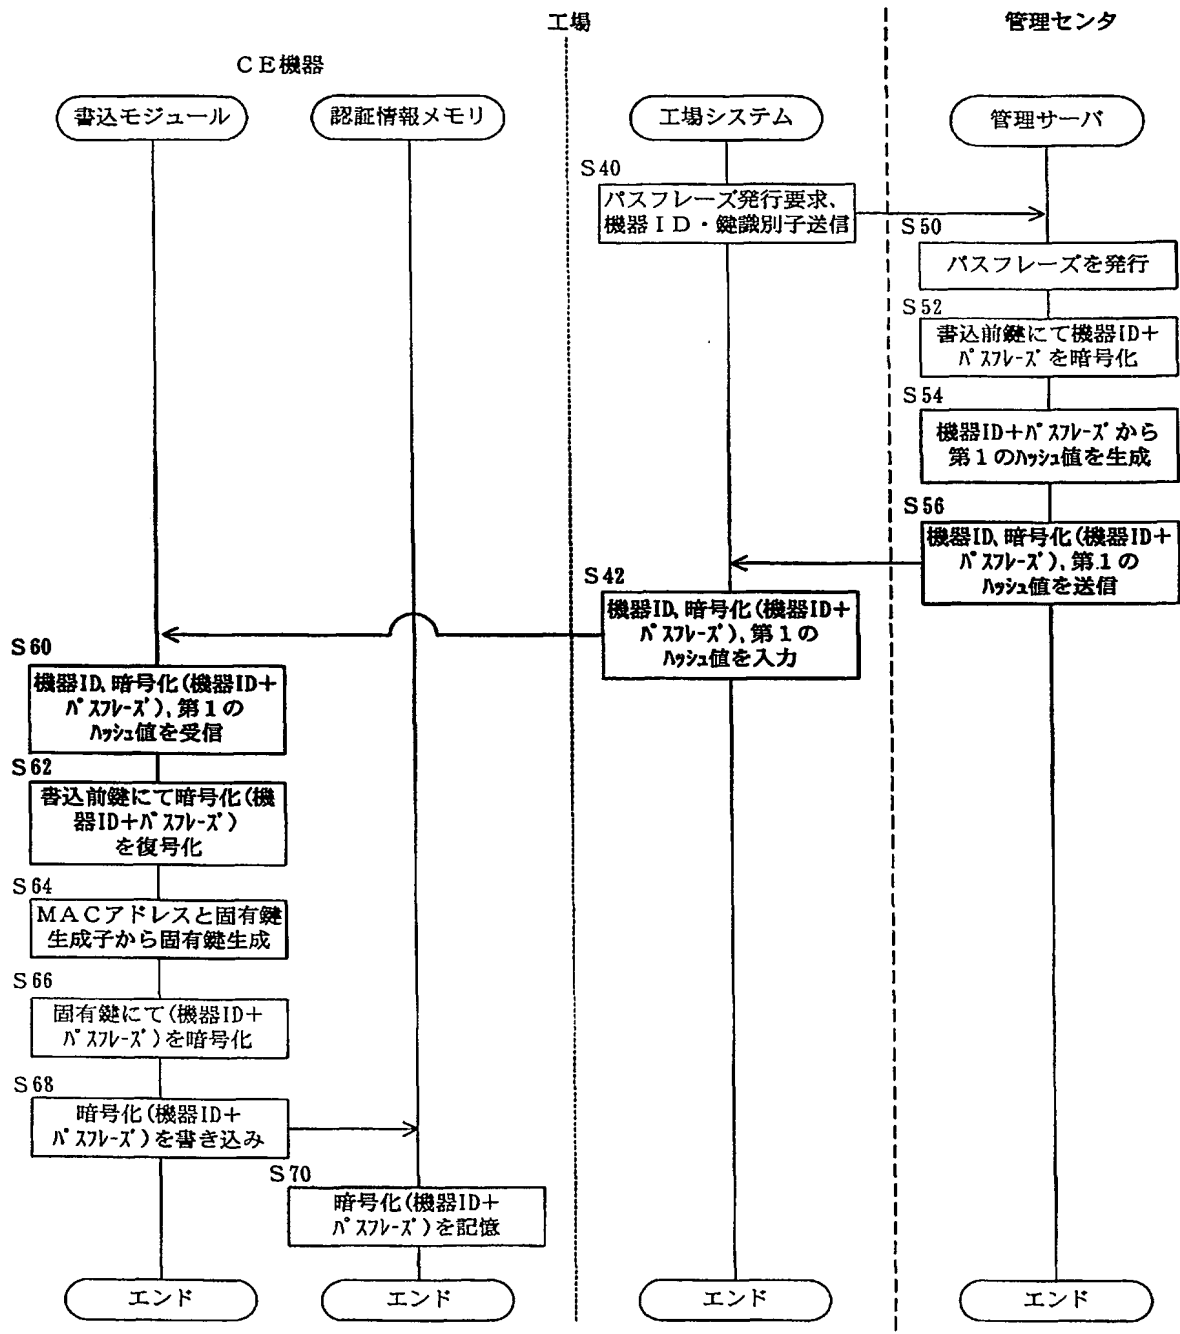 工場
管理センタ
ＣＥ機器
書込モジュール
認証情報メモリ
工場システム
管理サーバ
Ｓ40
パスフレーズ発行要求、
機器ＩＤ・鍵識別子送信
Ｓ50
パスフレーズを発行
Ｓ52
書込前鍵にて機器ID＋
ﾊﾟｽﾌﾚｰｽﾞを暗号化
Ｓ54
機器ID＋ﾊﾟｽﾌﾚｰｽﾞから
第１のﾊｯｼｭ値を生成
Ｓ56
機器ID、暗号化(機器ID＋
ﾊﾟｽﾌﾚｰｽﾞ)、第１の
ﾊｯｼｭ値を送信
Ｓ42
機器ID、暗号化(機器ID＋
ﾊﾟｽﾌﾚｰｽﾞ)、第１の
ﾊｯｼｭ値を入力
Ｓ60
機器ID、暗号化(機器ID＋
ﾊﾟｽﾌﾚｰｽﾞ)、第１の
ﾊｯｼｭ値を受信
Ｓ62
書込前鍵にて暗号化(機
器ID＋ﾊﾟｽﾌﾚｰｽﾞ)
を復号化
Ｓ64
ＭＡＣアドレスと固有鍵
生成子から固有鍵生成
Ｓ66
固有鍵にて(機器ID＋
ﾊﾟｽﾌﾚｰｽﾞ)を暗号化
Ｓ68
暗号化(機器ID＋
ﾊﾟｽﾌﾚｰｽﾞ)を書き込み
Ｓ70
暗号化(機器ID＋
ﾊﾟｽﾌﾚｰｽﾞ)を記憶
エンド
エンド
エンド
エンド